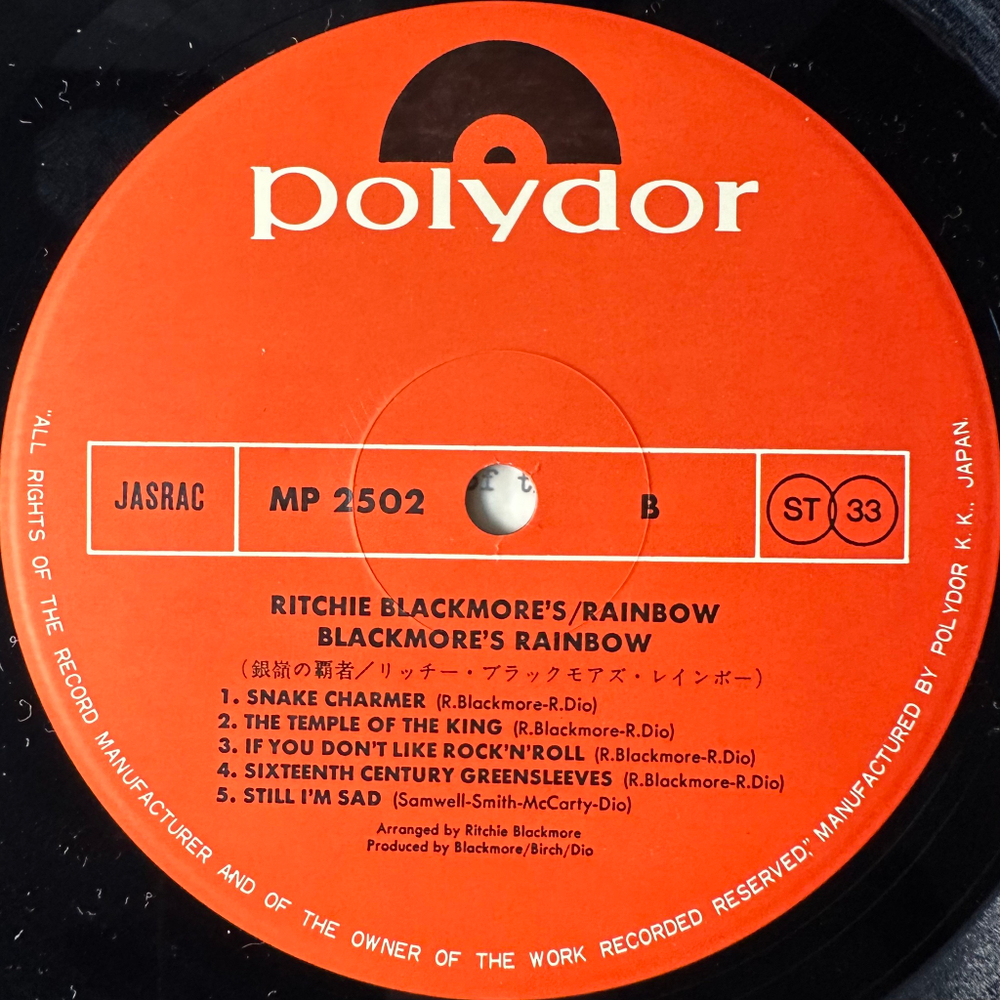 polydor
JASRAC
MP 2502
of t
B
ST 33
RITCHIE BLACKMORE'S/RAINBOW
BLACKMORE'S RAINBOW
(銀嶺の覇者/リッチー・ブラックモアズ・レインボー)
1. SNAKE CHARMER (R.Blackmore-R.Dio)
2. THE TEMPLE OF THE KING (R.Blackmore-R.Dio)
3. IF YOU DON'T LIKE ROCK'N'ROLL (R.Blackmore-R.Dio)
4. SIXTEENTH CENTURY GREENSLEEVES (R.Blackmore-R.Dio)
5. STILL I'M SAD (Samwell-Smith-McCarty-Dio)
Arranged by Ritchie Blackmore
Produced by Blackmore/Birch/Dio
"ALL RIGHTS OF THE RECORD MANUFACTURER AND OF THE OWNER OF THE WORK RECORDED RESERVED," MANUFACTURED BY POLYDOR K. K., JAPAN.